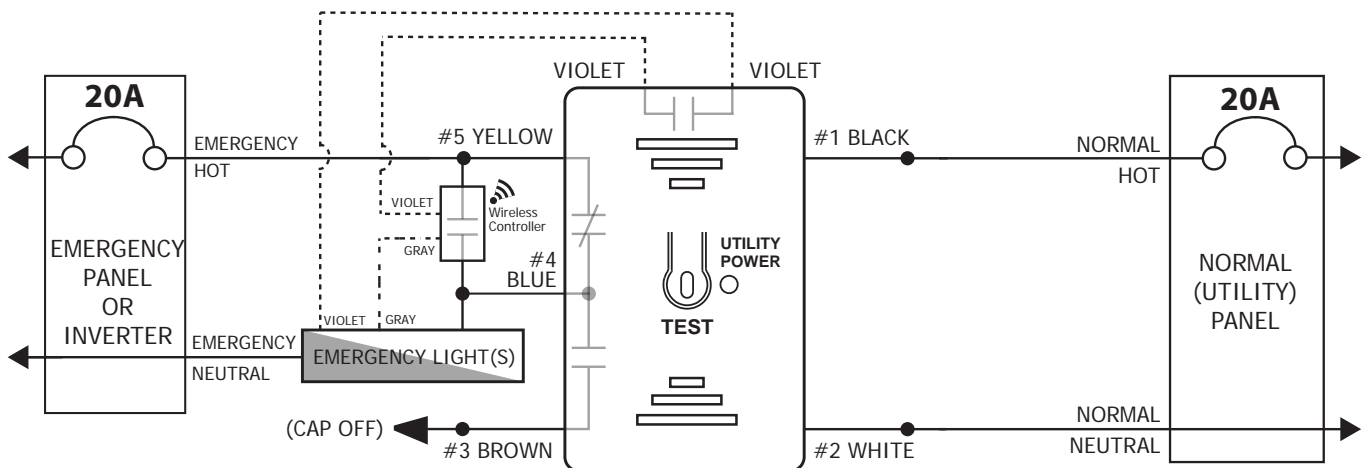 VIOLET VIOLET
20A
20A
EMERGENCY
HOT
#5 YELLOW
#1 BLACK
NORMAL
HOT
VIOLET
Wireless
Controller
GRAY
#4
BLUE
UTILITY
POWER
TEST
EMERGENCY
PANEL
OR
INVERTER
NORMAL
(UTILITY)
PANEL
VIOLET GRAY
EMERGENCY
NEUTRAL
EMERGENCY LIGHT(S)
(CAP OFF)
#3 BROWN
#2 WHITE
NORMAL
NEUTRAL